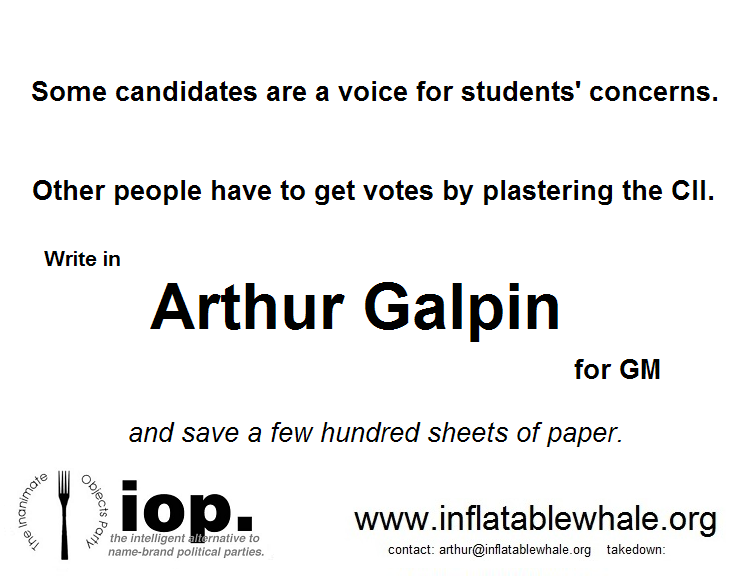 Some candidates are a voice for students' concerns.
Other people have to get votes by plastering the CII.
Write in
Arthur Galpin
for GM
and save a few hundred sheets of paper.
The Inanimate Objects Party
iop.
the intelligent alternative to
name-brand political parties.
www.inflatablewhale.org
contact: arthur@inflatablewhale.org takedown: